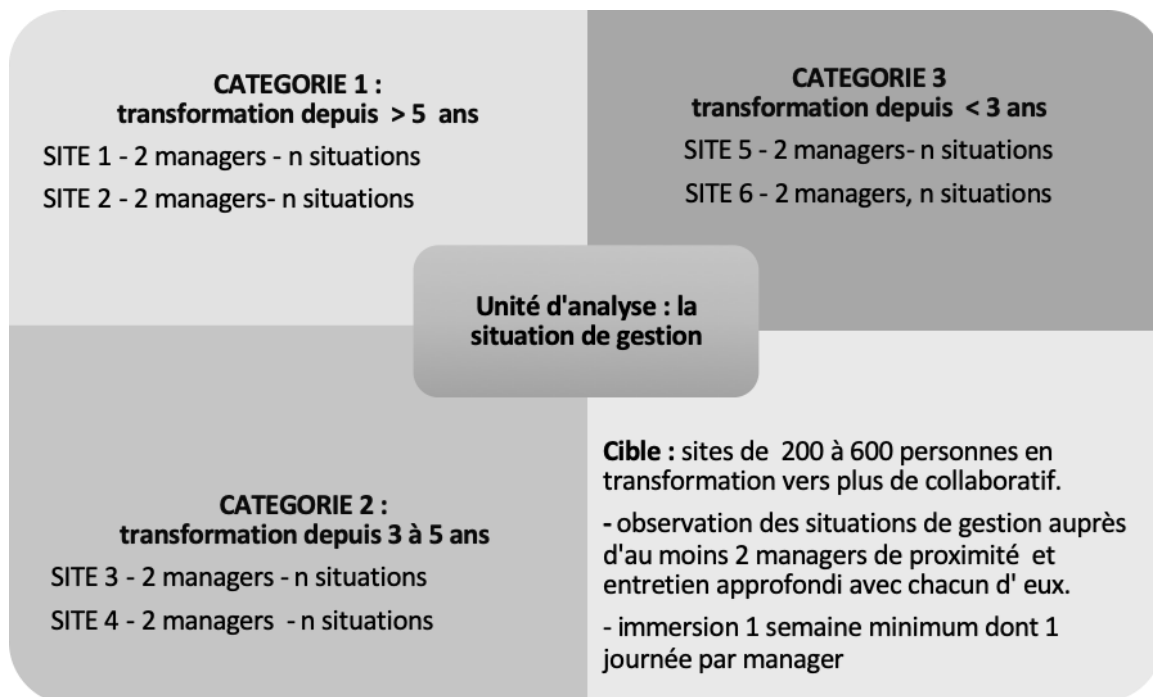 CATEGORIE 1 :
transformation depuis  > 5  ans
SITE 1 - 2 managers - n situations
SITE 2 - 2 managers- n situations
CATEGORIE 3
transformation depuis  < 3 ans
SITE 5 - 2 managers- n situations
SITE 6 - 2 managers, n situations
Unité d'analyse : la
situation de gestion
CATEGORIE 2 :
transformation depuis 3 à 5 ans
SITE 3 - 2 managers - n situations
SITE 4 - 2 managers  - n situations
Cible : sites de  200 à 600 personnes en
transformation vers plus de collaboratif.
- observation des situations de gestion auprès
d'au moins 2 managers de proximité  et
entretien approfondi avec chacun d' eux.
- immersion 1 semaine minimum dont 1
journée par manager